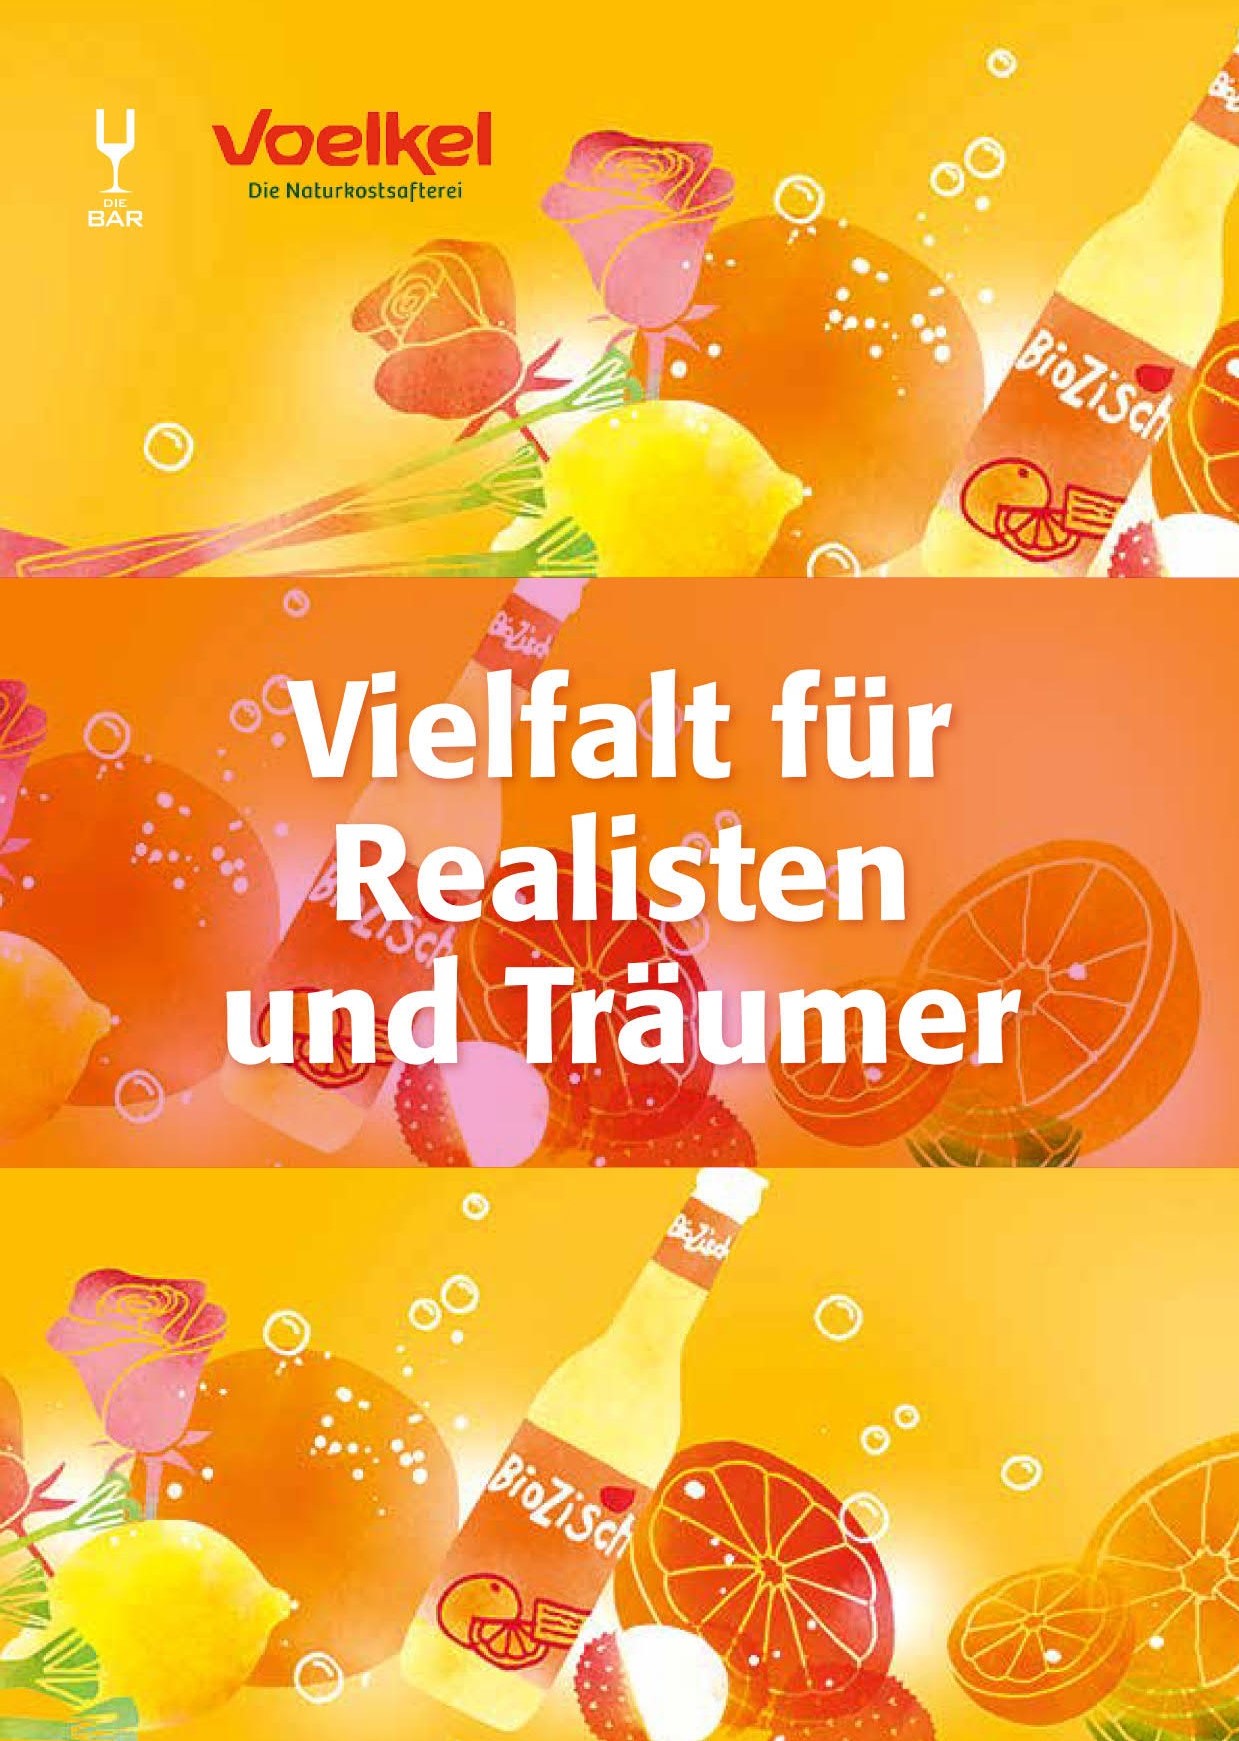 DIE
BAR
Voelkel
Die Naturkostsafterei
Bio
BioZisch
BioZisch
Vielfalt für
Realisten
und Träumer
BioZisch
BioZisch
BioZisch